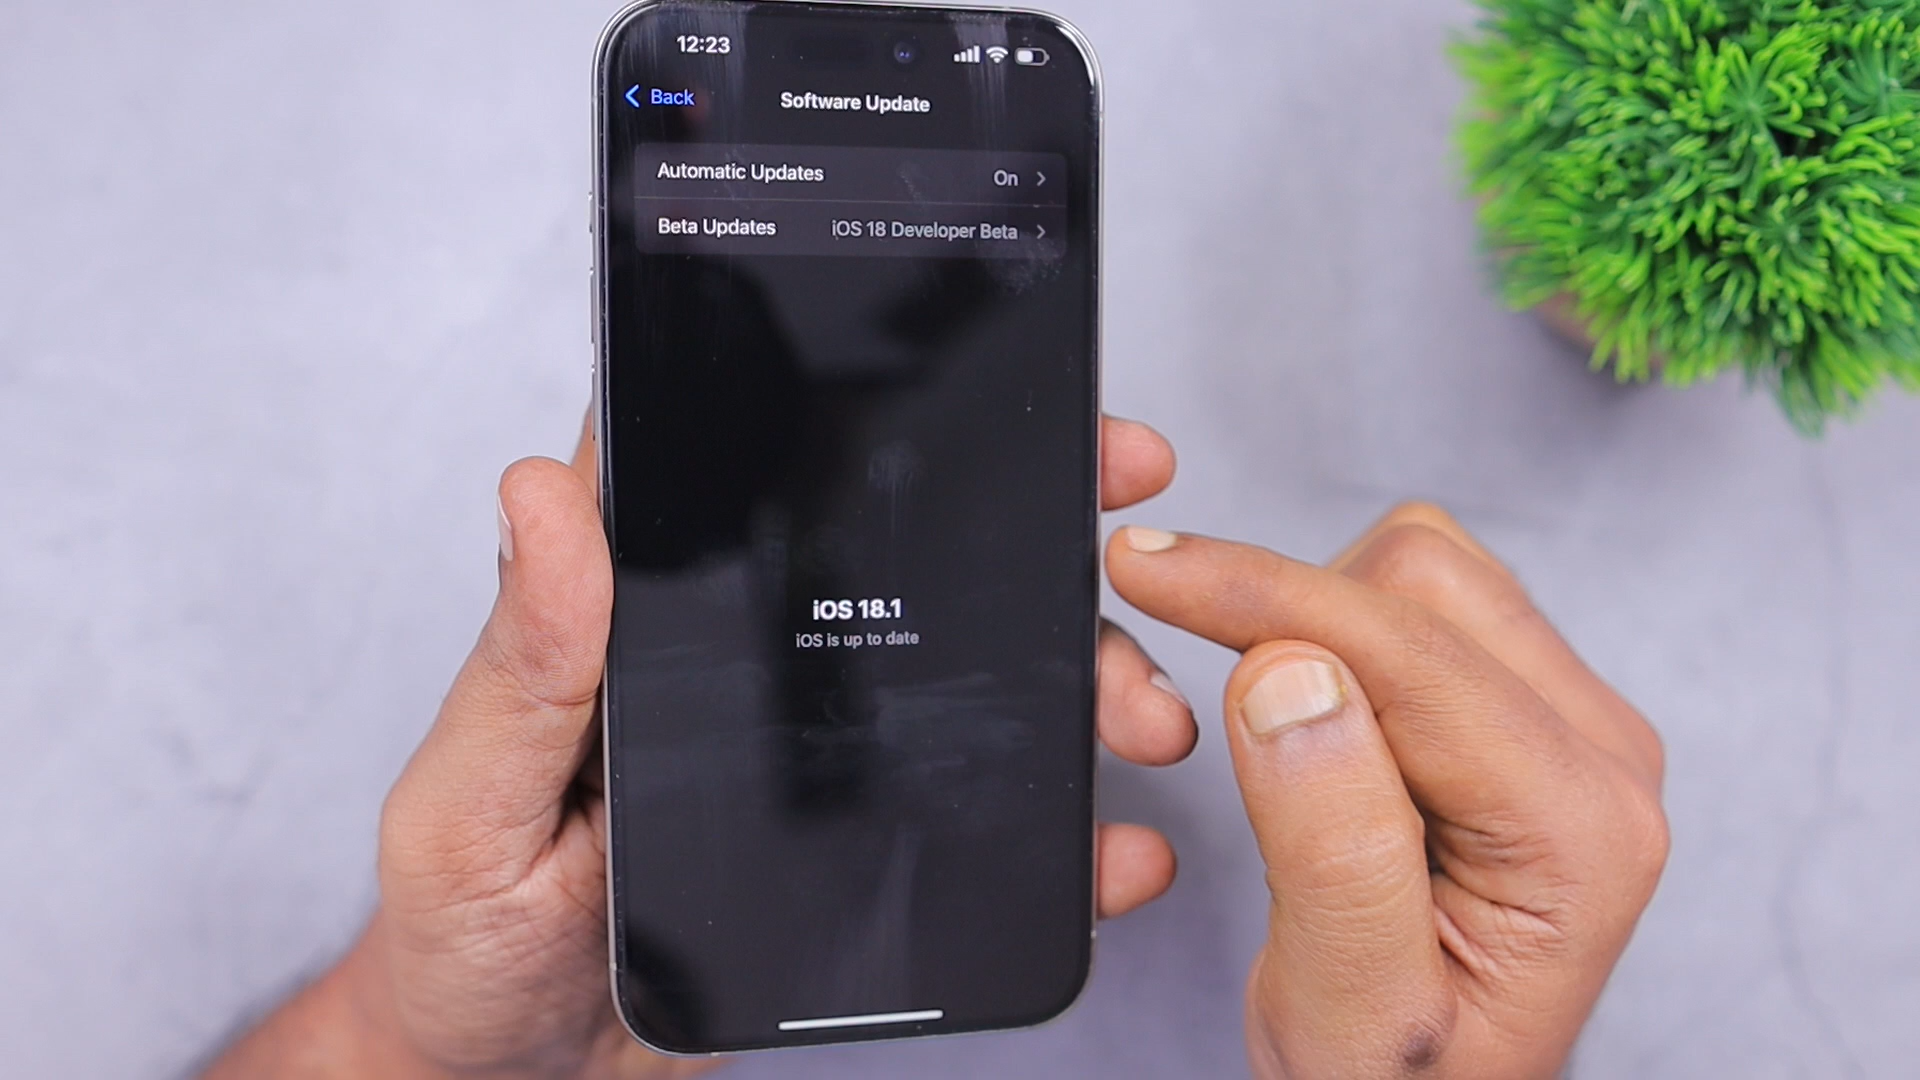 12:23
Back
Software Update
Automatic Updates On
Beta Updates iOS 18 Developer Beta
iOS 18.1
iOS is up to date